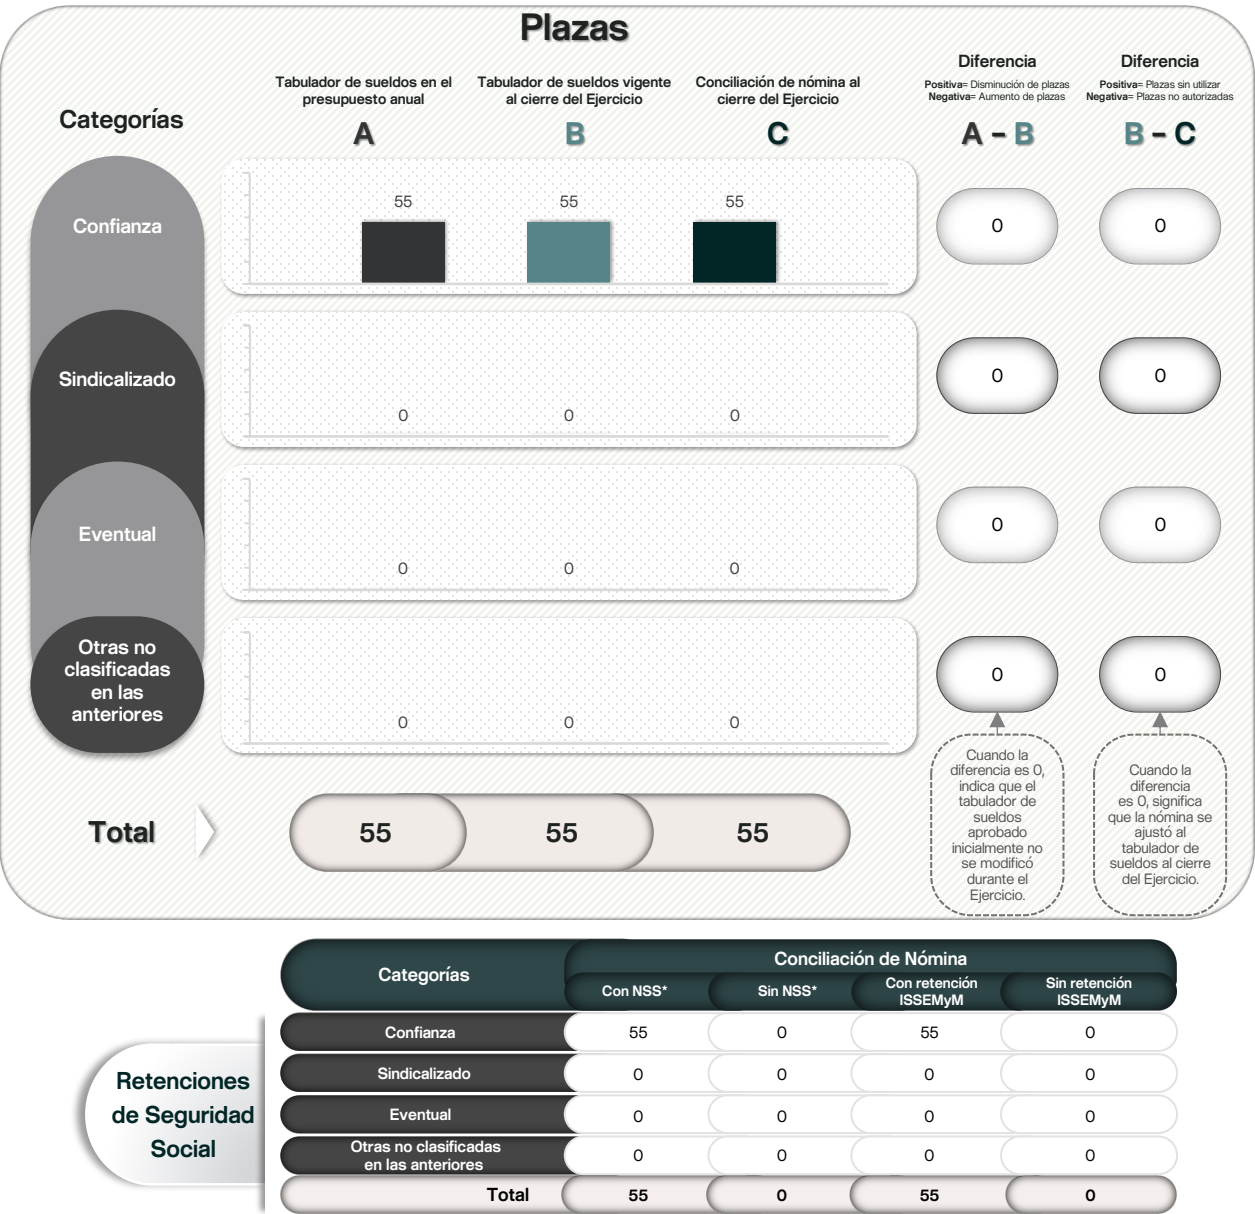 Plazas
Categorías
Tabulador de sueldos en el
presupuesto anual
A
Tabulador de sueldos vigente
al cierre del Ejercicio
B
Conciliación de nómina al
cierre del Ejercicio
C
Diferencia
Positiva= Disminución de plazas
Negativa= Aumento de plazas
A - B
Diferencia
Positiva= Plazas sin utilizar
Negativa= Plazas no autorizadas
B - C
Confianza
55 55 55
0 0
Sindicalizado
0 0 0
0 0
Eventual
0 0 0
0 0
Otras no
clasificadas
en las
anteriores
0 0 0
0 0
Cuando la
diferencia es 0,
indica que el
tabulador de
sueldos
aprobado
inicialmente no
se modificó
durante el
Ejercicio.
Cuando la
diferencia
es 0, significa
que la nómina se
ajustó al
tabulador de
sueldos al cierre
del Ejercicio.
Total 55 55 55
Retenciones
de Seguridad
Social
Categorías
Conciliación de Nómina
Con NSS*
Sin NSS*
Con retención
ISSEMyM
Sin retención
ISSEMyM
Confianza 55 0 55 0
Sindicalizado 0 0 0 0
Eventual 0 0 0 0
Otras no clasificadas
en las anteriores
0 0 0 0
Total 55 0 55 0